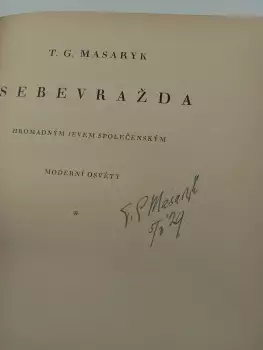 T. G. MASARYK
SEBEVRAŽDA
HROMADNÝM JEVEM SPOLEČENSKÝM
MODERNÍ OSVĚTY
*
T. G. Masaryk